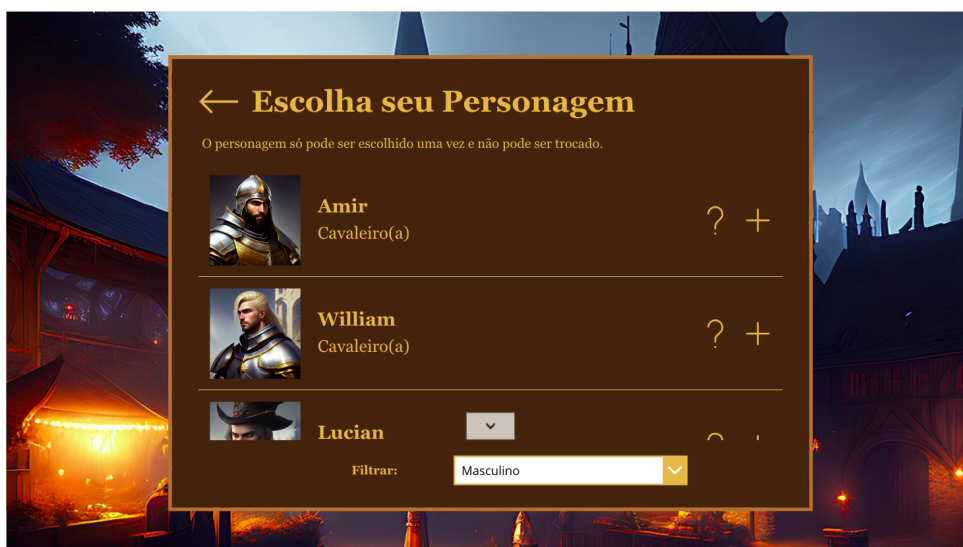 Escolha seu Personagem
O personagem só pode ser escolhido uma vez e não pode ser trocado.
Amir
Cavaleiro(a)
? +
William
Cavaleiro(a)
? +
Lucian
Filtrar:
Masculino